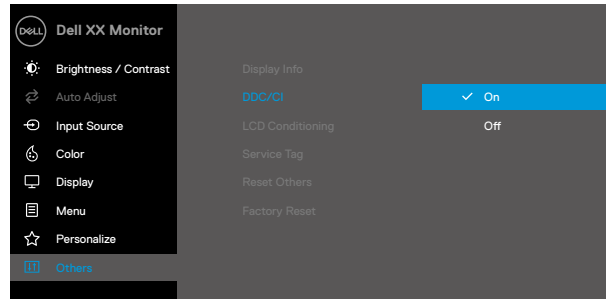 DELL Dell XX Monitor
Brightness / Contrast
Display Info
Auto Adjust
DDC/CI
On
Input Source
LCD Conditioning
Off
Color
Service Tag
Display
Reset Others
Menu
Factory Reset
Personalize
Others